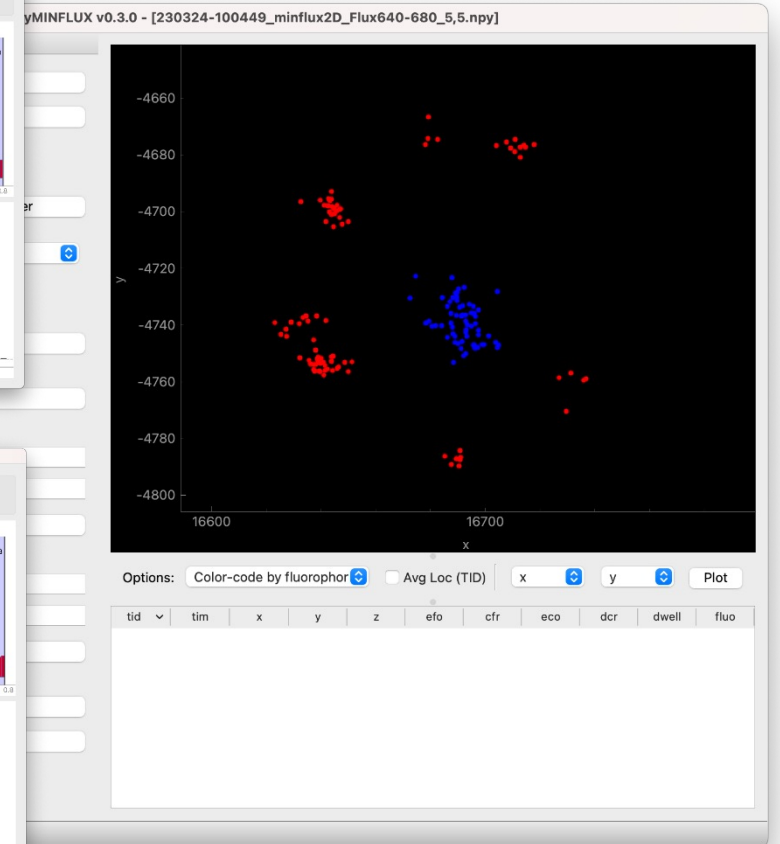 yMINFLUX v0.3.0 - [230324-100449_minflux2D_Flux640-680_5,5.npy]
er
-4660
-4680
-4700
-4720
-4740
-4760
-4780
-4800
y
16600 16700
x
Options: Color-code by fluorophor Avg Loc (TID) x y Plot
tid tim x y z efo cfr eco dcr dwell fluo